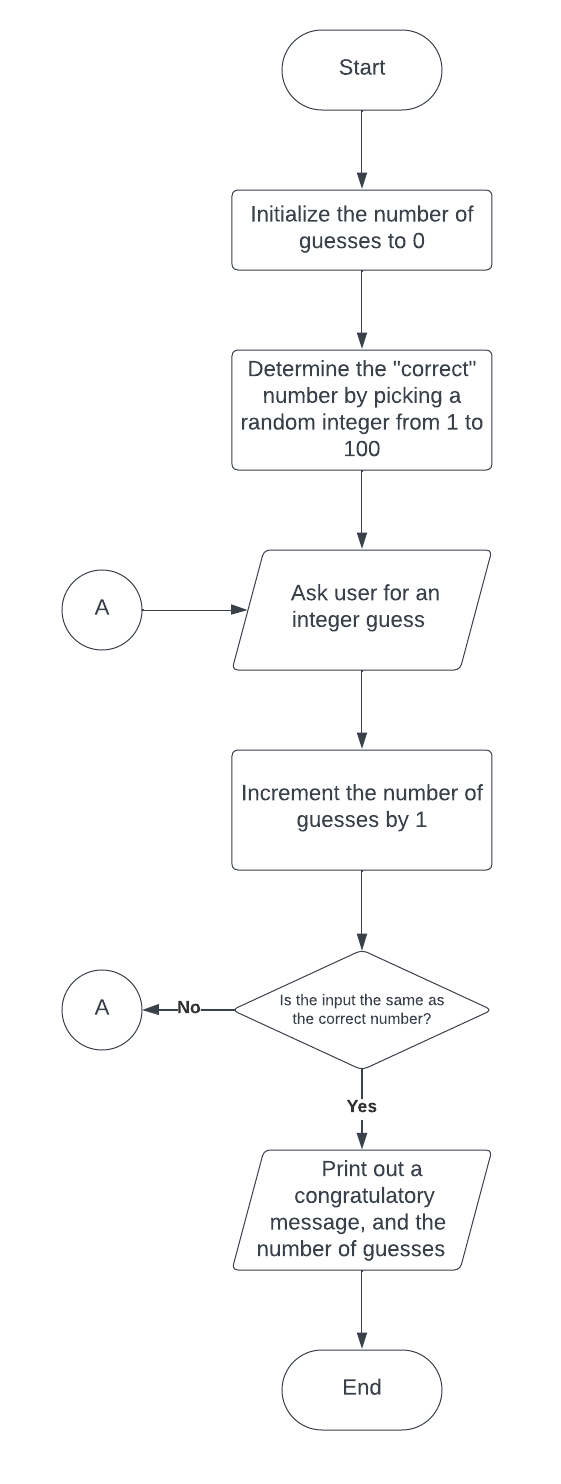 Start
Initialize the number of
guesses to 0
Determine the "correct"
number by picking a
random integer from 1 to
100
A
Ask user for an
integer guess
Increment the number of
guesses by 1
A
No
Is the input the same as
the correct number?
Yes
Print out a
congratulatory
message, and the
number of guesses
End